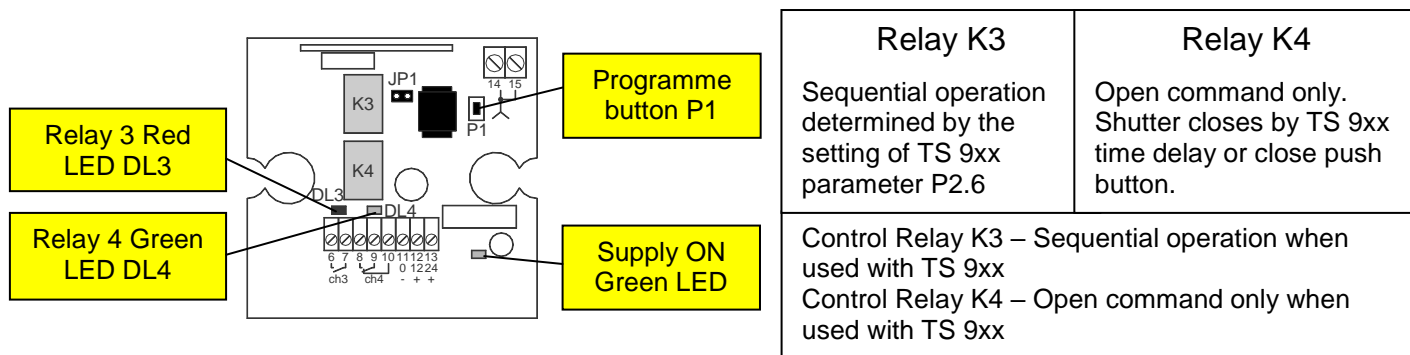 Relay 3 Red
LED DL3
Relay 4 Green
LED DL4
JP1
K3
K4
14 15
P1
DL3
DL4
6 7 8 9 10 11 12 13
0 12 24
- + +
ch3 ch4
Programme
button P1
Supply ON
Green LED
Relay K3
Sequential operation
determined by the
setting of TS 9xx
parameter P2.6
Relay K4
Open command only.
Shutter closes by TS 9xx
time delay or close push
button.
Control Relay K3 – Sequential operation when
used with TS 9xx
Control Relay K4 – Open command only when
used with TS 9xx